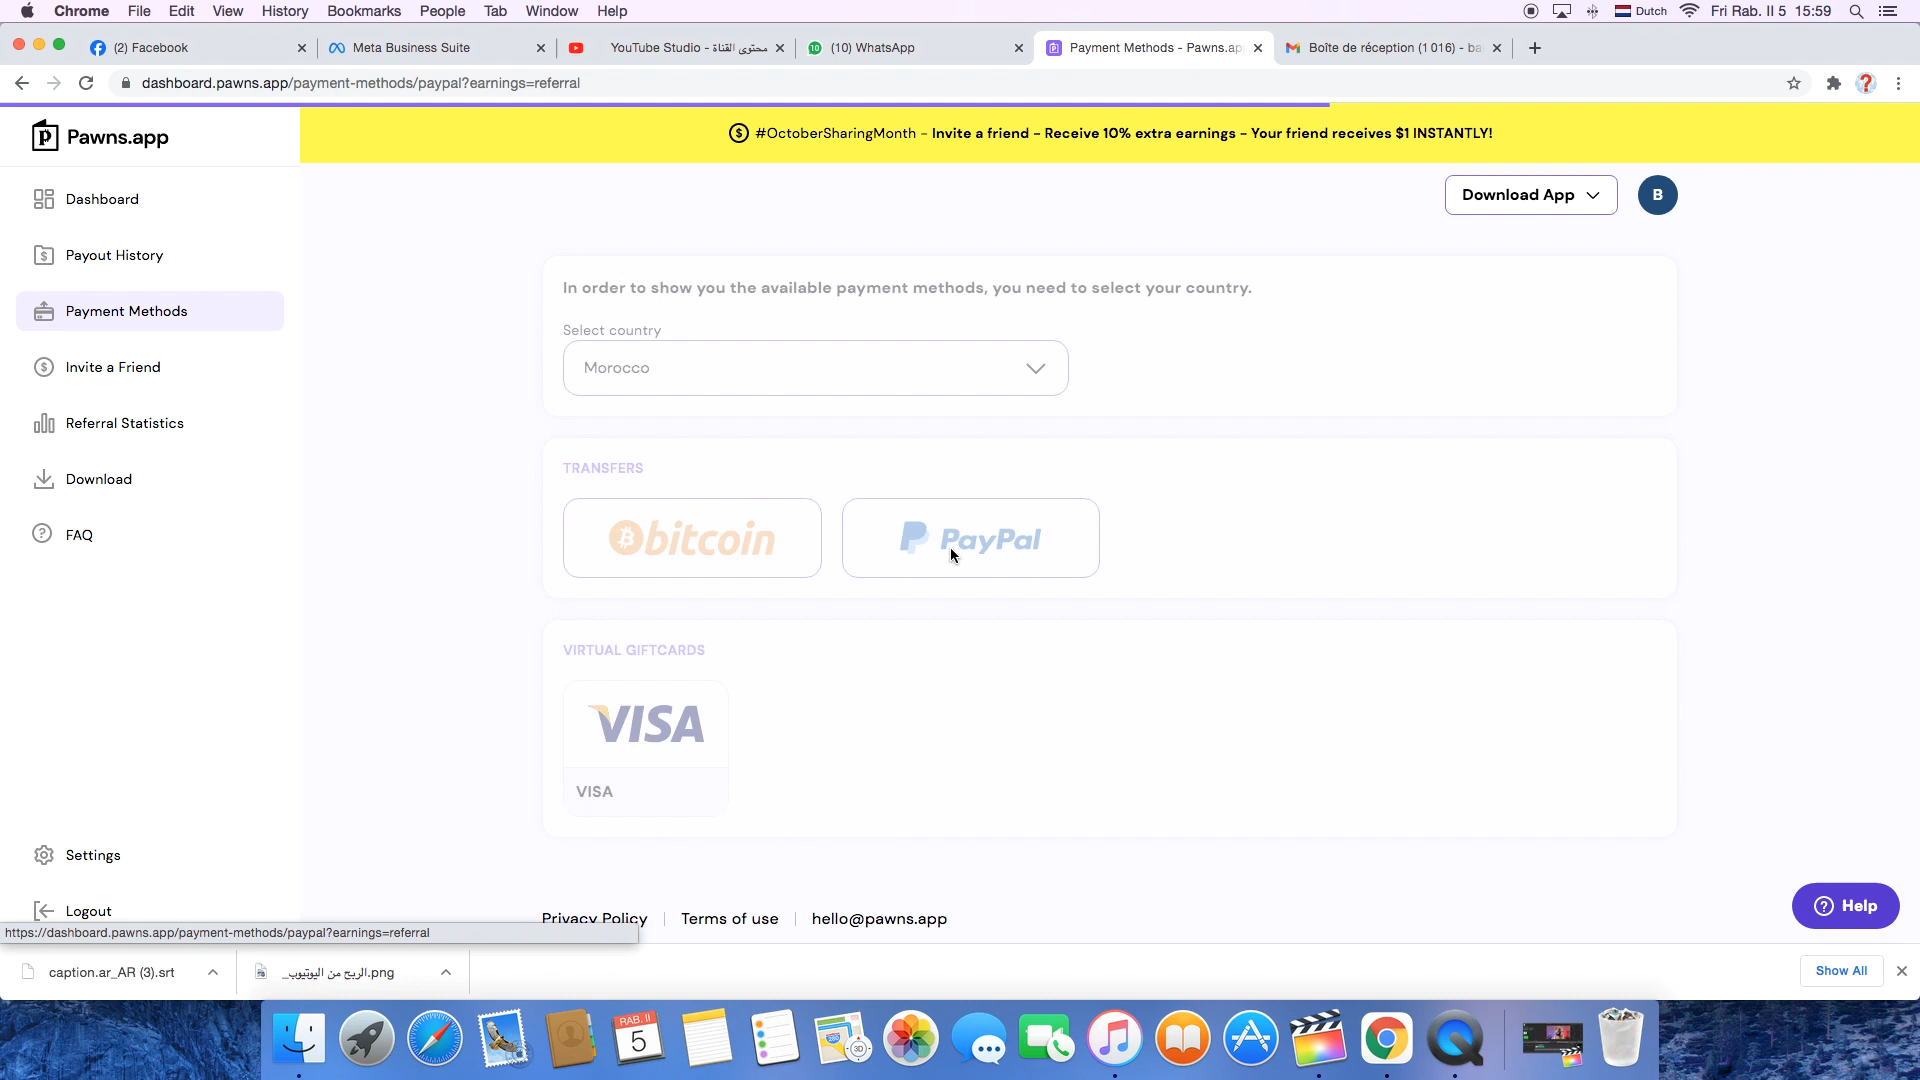 Chrome File Edit View History Bookmarks People Tab Window Help Dutch Fri Rab. II 5 15:59
(2) Facebook Meta Business Suite YouTube Studio - محتوى القناة (10) WhatsApp Payment Methods - Pawns.ap Boîte de réception (1 016) - ba
dashboard.pawns.app/payment-methods/paypal?earnings=referral
Pawns.app
#OctoberSharingMonth - Invite a friend - Receive 10% extra earnings - Your friend receives $1 INSTANTLY!
Download App
B
Dashboard
Payout History
Payment Methods
Invite a Friend
Referral Statistics
Download
FAQ
Settings
Logout
In order to show you the available payment methods, you need to select your country.
Select country
Morocco
TRANSFERS
bitcoin PayPal
VIRTUAL GIFTCARDS
VISA
VISA
Privacy Policy Terms of use hello@pawns.app
Help
https://dashboard.pawns.app/payment-methods/paypal?earnings=referral
caption.ar_AR (3).srt _الربح من اليوتيوب.png Show All
RAB. II
5
280
3D